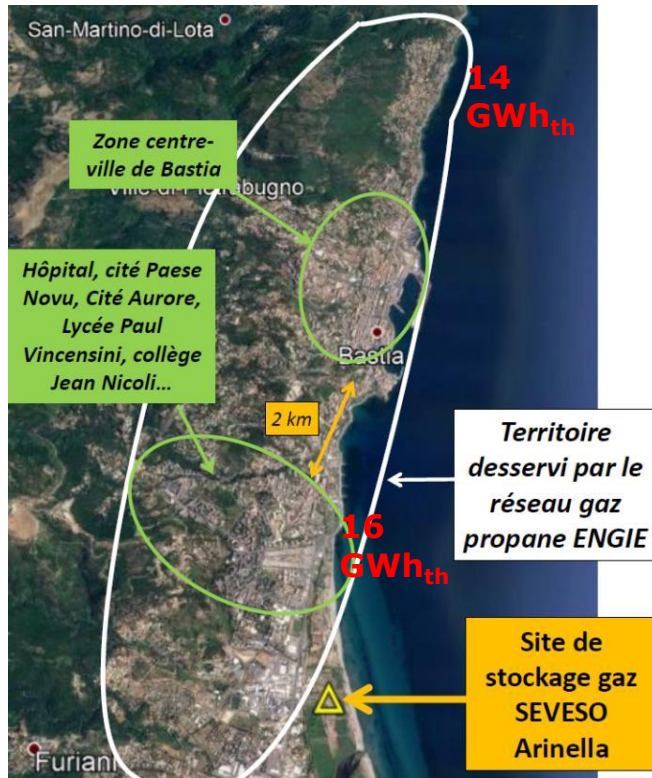 San-Martino-di-Lota
14
GWhth
Zone centre-
ville de Bastia
Ville-di-Pietrabugno
Hôpital, cité Paese
Novu, Cité Aurore,
Lycée Paul
Vincensini, collège
Jean Nicoli...
Bastia
2 km
Territoire
desservi par le
réseau gaz
propane ENGIE
16
GWhth
Site de
stockage gaz
SEVESO
Arinella
Furiani